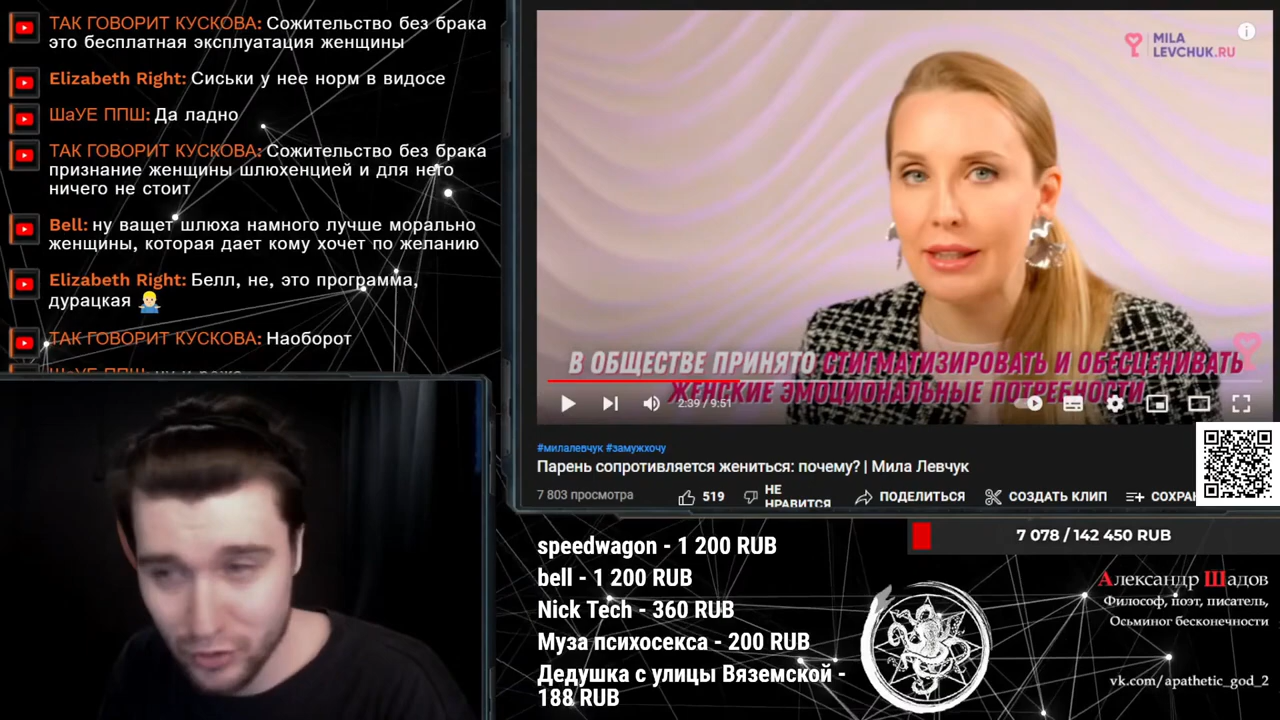 ТАК ГОВОРИТ КУСКОВА: Сожительство без брака
это бесплатная эксплуатация женщины
Elizabeth Right: Сиськи у нее норм в видосе
ШаУЕ ППШ: Да ладно
ТАК ГОВОРИТ КУСКОВА: Сожительство без брака
признание женщины шлюхенцией и для него
ничего не стоит
Bell: ну ващет шлюха намного лучше морально
женщины, которая дает кому хочет по желанию
Elizabeth Right: Белл, не, это программа,
дурацкая
ТАК ГОВОРИТ КУСКОВА: Наоборот
MILA
LEVCHUK.RU
В ОБЩЕСТВЕ ПРИНЯТО СТИГМАТИЗИРОВАТЬ И ОБЕСЦЕНИВАТЬ
ЖЕНСКИЕ ЭМОЦИОНАЛЬНЫЕ ПОТРЕБНОСТИ
2:39 / 9:51
#милалевчук #замужхочу
Парень сопротивляется жениться: почему? | Мила Левчук
7 803 просмотра
519
НЕ
НРАВИТСЯ
ПОДЕЛИТЬСЯ
СОЗДАТЬ КЛИП
СОХРАН
7 078 / 142 450 RUB
speedwagon - 1 200 RUB
bell - 1 200 RUB
Nick Tech - 360 RUB
Муза психосекса - 200 RUB
Дедушка с улицы Вяземской -
188 RUB
Александр Шадов
Философ, поэт, писатель,
Осьминог бесконечности
vk.com/apathetic_god_2